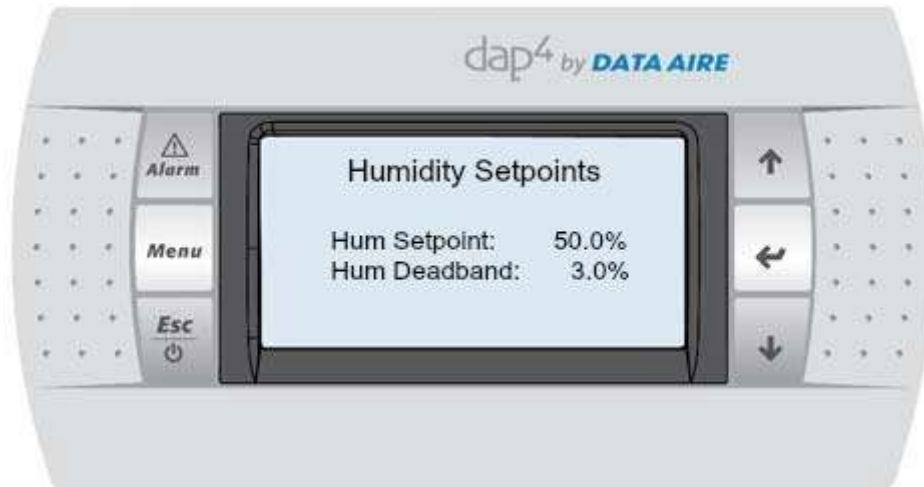 dap4 by DATA AIRE
Alarm
Menu
Esc
Humidity Setpoints
Hum Setpoint: 50.0%
Hum Deadband: 3.0%